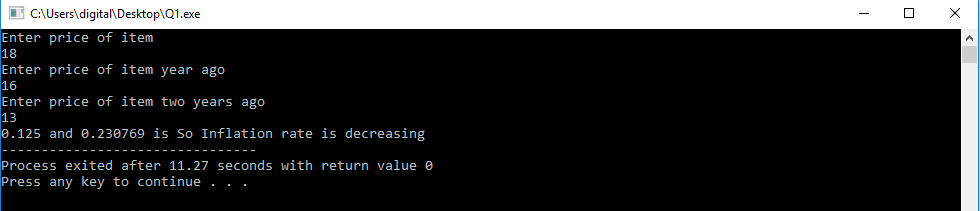 C:\Users\digital\Desktop\Q1.exe
Enter price of item
18
Enter price of item year ago
16
Enter price of item two years ago
13
0.125 and 0.230769 is So Inflation rate is decreasing
--------------------------------
Process exited after 11.27 seconds with return value 0
Press any key to continue . . .